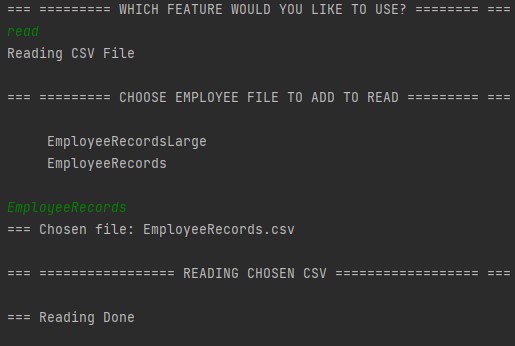 === ========= WHICH FEATURE WOULD YOU LIKE TO USE? ======== ===
read
Reading CSV File
=== ========= CHOOSE EMPLOYEE FILE TO ADD TO READ ========= ===
EmployeeRecordsLarge
EmployeeRecords
EmployeeRecords
=== Chosen file: EmployeeRecords.csv
=== ================= READING CHOSEN CSV ================== ===
=== Reading Done